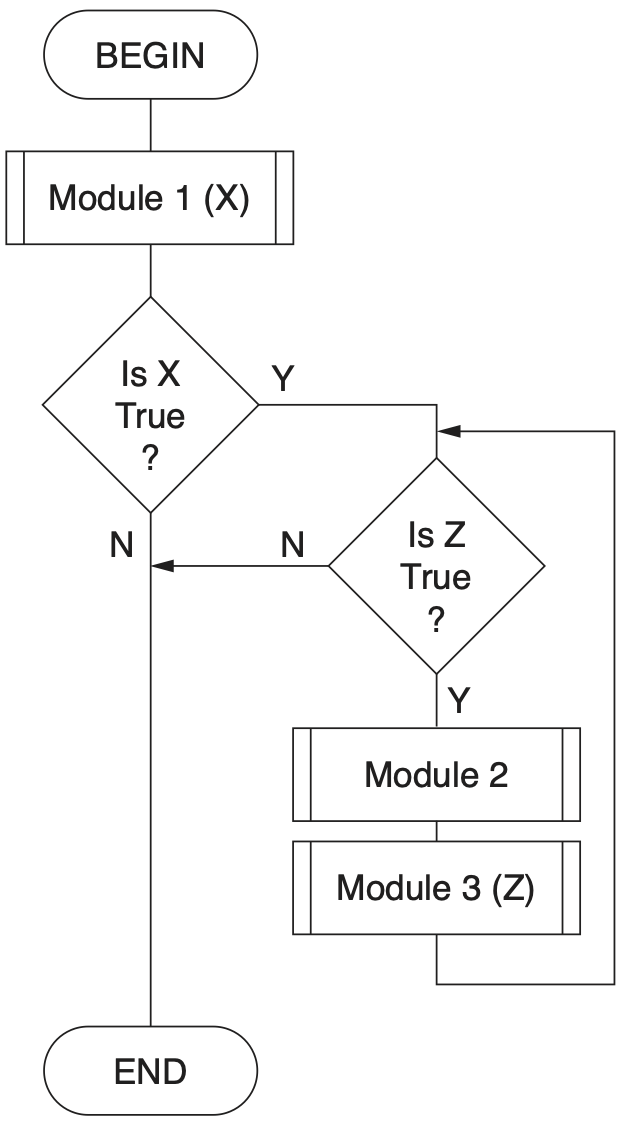 BEGIN
Module 1 (X)
Is X
True
?
Y
N
Is Z
True
?
N
Y
Module 2
Module 3 (Z)
END